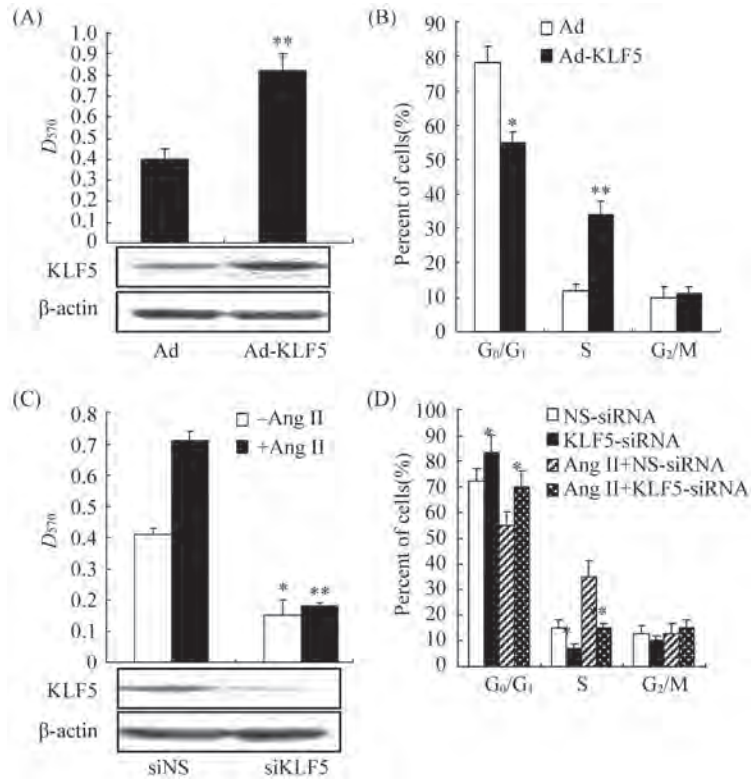 (A)
1.0
0.9
0.8
0.7
0.6
0.5
0.4
0.3
0.2
0.1
0
D570
**
KLF5
β-actin
Ad Ad-KLF5
(B)
90
80
70
60
50
40
30
20
10
0
Percent of cells(%)
Ad
Ad-KLF5
*
**
G0/G1 S G2/M
(C)
0.8
0.7
0.6
0.5
0.4
0.3
0.2
0.1
0
D570
–Ang II
+Ang II
* **
KLF5
β-actin
siNS siKLF5
(D)
100
90
80
70
60
50
40
30
15
10
0
Percent of cells(%)
NS-siRNA
KLF5-siRNA
Ang II+NS-siRNA
Ang II+KLF5-siRNA
*
*
*
*
G0/G1 S G2/M